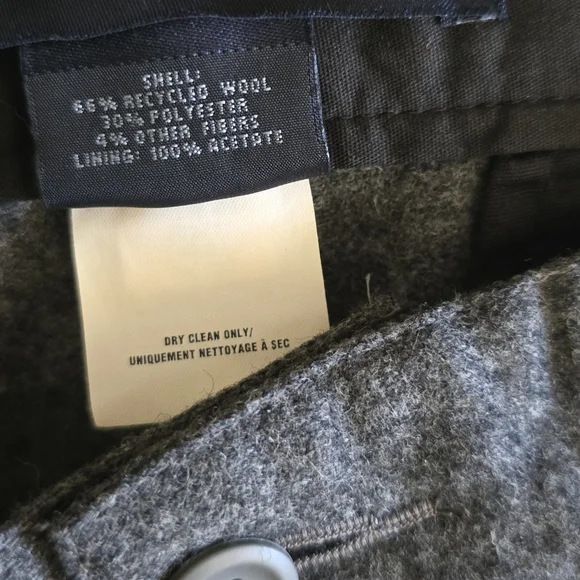 SHELL:
66% RECYCLED WOOL
30% POLYESTER
4% OTHER FIBERS
LINING: 100% ACETATE
DRY CLEAN ONLY/
UNIQUEMENT NETTOYAGE À SEC